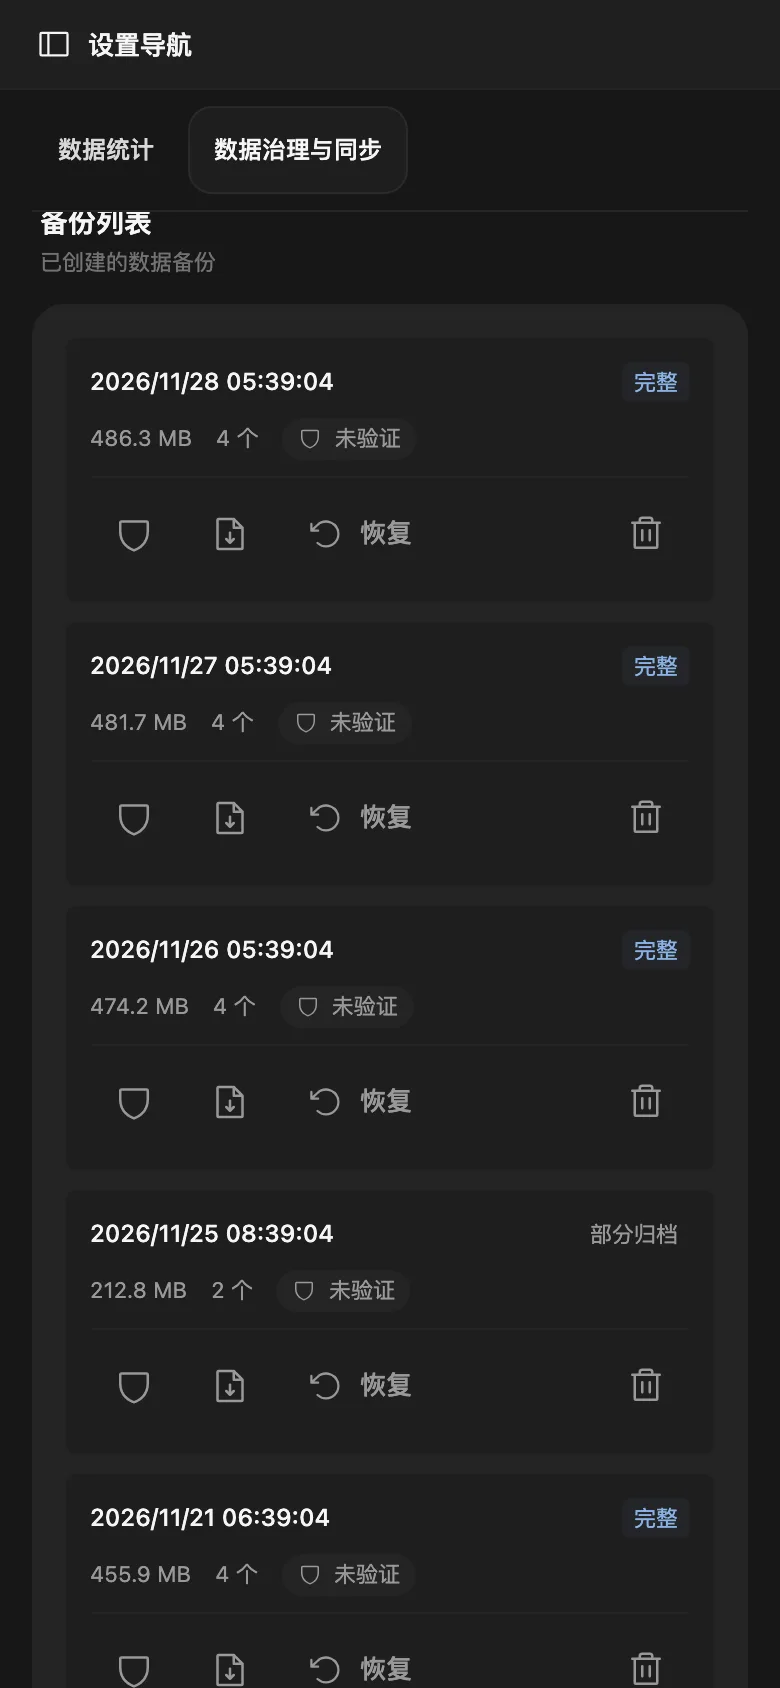 设置导航
数据统计
数据治理与同步
备份列表
已创建的数据备份
2026/11/28 05:39:04
完整
486.3 MB 4 个 未验证
恢复
2026/11/27 05:39:04
完整
481.7 MB 4 个 未验证
恢复
2026/11/26 05:39:04
完整
474.2 MB 4 个 未验证
恢复
2026/11/25 08:39:04
部分归档
212.8 MB 2 个 未验证
恢复
2026/11/21 06:39:04
完整
455.9 MB 4 个 未验证
恢复